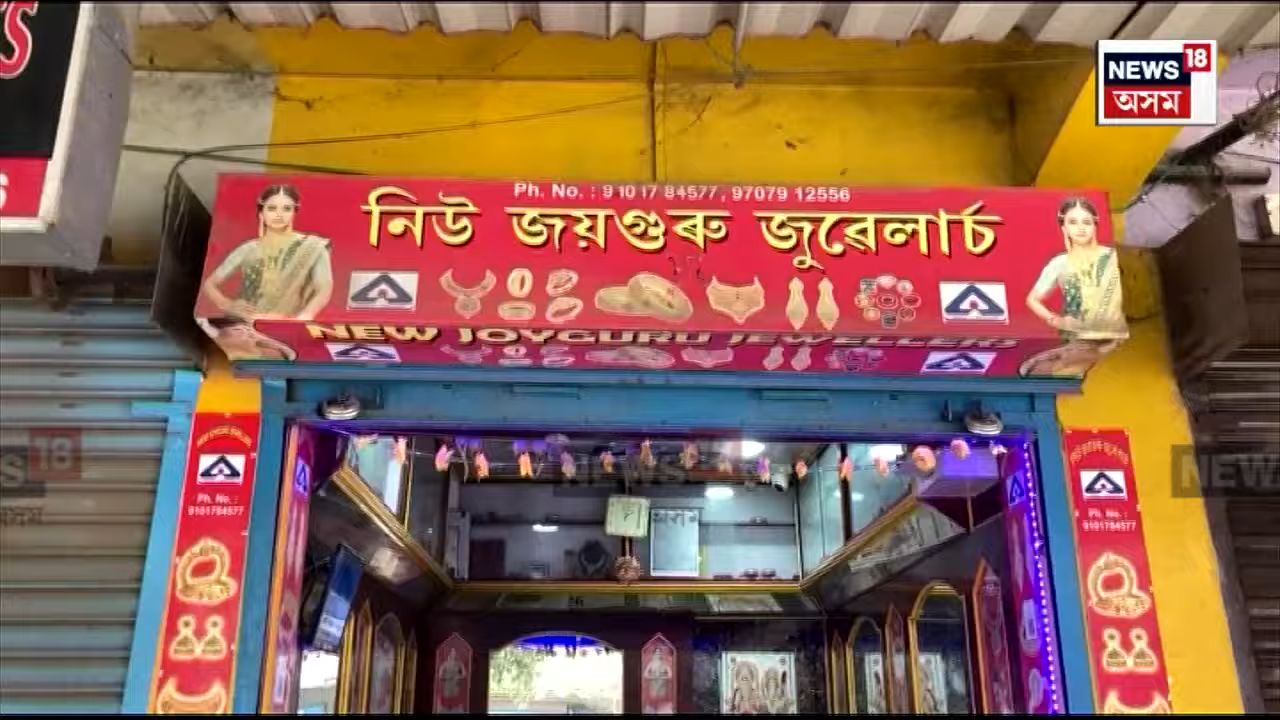 NEWS 18
অসম
Ph. No. : 91017 84577, 97079 12556
নিউ জয়গুৰু জুৱেলাৰ্চ
NEW JOYGURU JEWELLERS
Ph. No. :
9101784577
Ph. No. :
9101784577